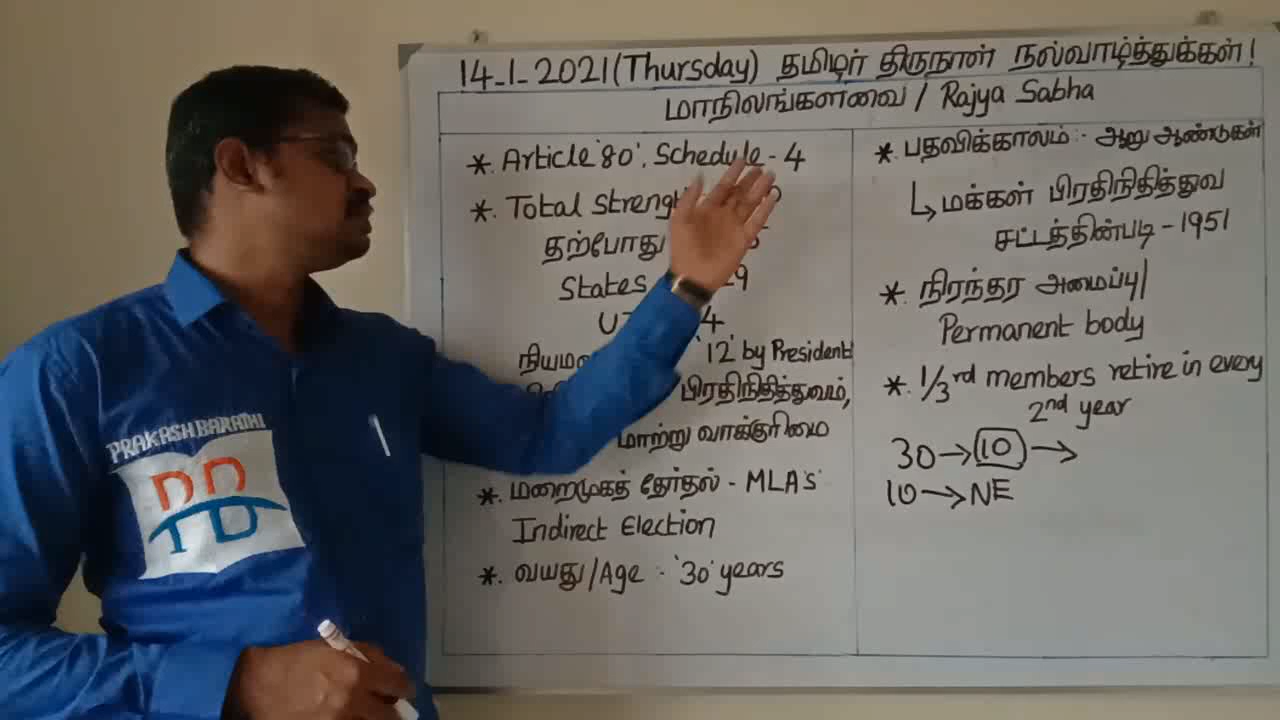 14-1-2021 (Thursday) தமிழர் திருநாள் நல்வாழ்த்துக்கள்!
மாநிலங்களவை / Rajya Sabha
*. Article '80', Schedule - 4
*. Total
தற்போது
States 29
4
'12' by President
பிரதிநிதித்துவம்,
மாற்று வாக்குரிமை
*. மறைமுகத் தேர்தல் - MLA's
Indirect Election
*. வயது/Age :- '30' years
*. பதவிக்காலம் :- ஆறு ஆண்டுகள்
↳ மக்கள் பிரதிநிதித்துவ
சட்டத்தின்படி - 1951
*. நிரந்தர அமைப்பு/
Permanent body
*. 1/3rd members retire in every
2nd year
30 → 10 →
10 → NE
PRAKASH BARATHI